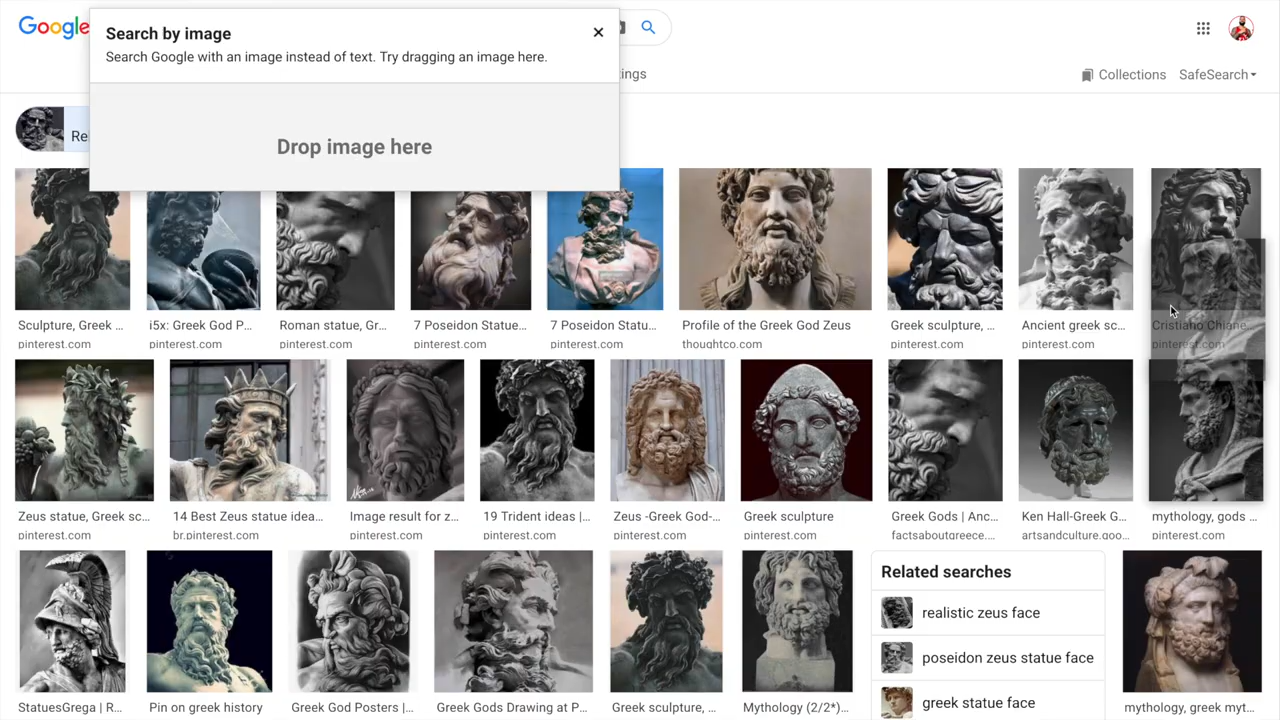 Google
Search by image
Search Google with an image instead of text. Try dragging an image here.
Drop image here
ings
Collections
SafeSearch
Re
Sculpture, Greek ...
pinterest.com
i5x: Greek God P...
pinterest.com
Roman statue, Gr...
pinterest.com
7 Poseidon Statue...
pinterest.com
7 Poseidon Statu...
pinterest.com
Profile of the Greek God Zeus
thoughtco.com
Greek sculpture, ...
pinterest.com
Ancient greek sc...
pinterest.com
Cristiano Chiane...
pinterest.com
Zeus statue, Greek sc...
pinterest.com
14 Best Zeus statue idea...
br.pinterest.com
Image result for z...
pinterest.com
19 Trident ideas |...
pinterest.com
Zeus -Greek God-...
pinterest.com
Greek sculpture
pinterest.com
Greek Gods | Anc...
factsaboutgreece....
Ken Hall-Greek G...
artsandculture.goo...
mythology, gods ...
pinterest.com
StatuesGrega | R...
Pin on greek history
Greek God Posters |...
Greek Gods Drawing at P...
Greek sculpture, ...
Mythology (2/2*)...
Related searches
realistic zeus face
poseidon zeus statue face
greek statue face
mythology, greek myt...